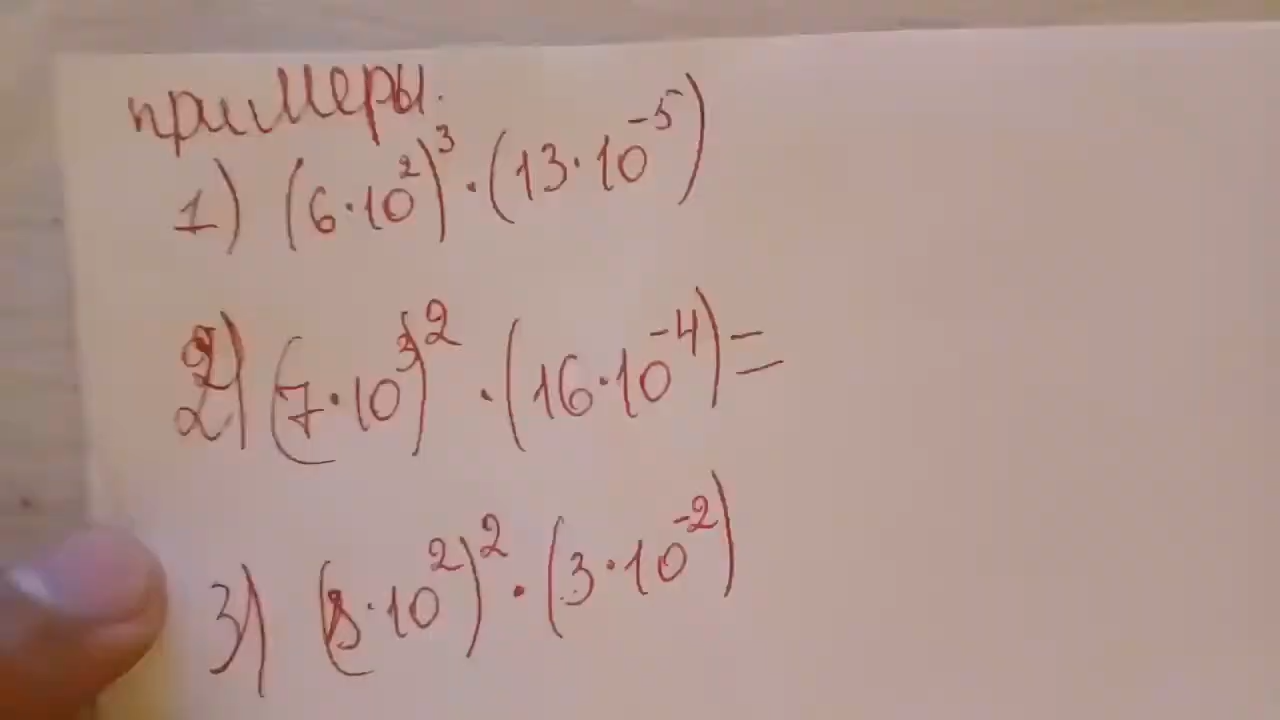 примеры.
1) (6·10²)³·(13·10⁻⁵)
2) (7·10³)²·(16·10⁻⁴)=
3) (8·10²)²·(3·10⁻²)